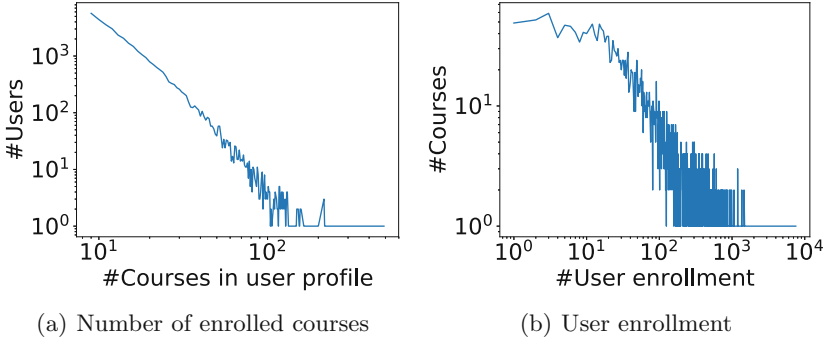 #Users
10³
10²
10¹
10⁰
10¹
10²
#Courses in user profile
(a) Number of enrolled courses
#Courses
10¹
10⁰
10⁰
10¹
10²
10³
10⁴
#User enrollment
(b) User enrollment